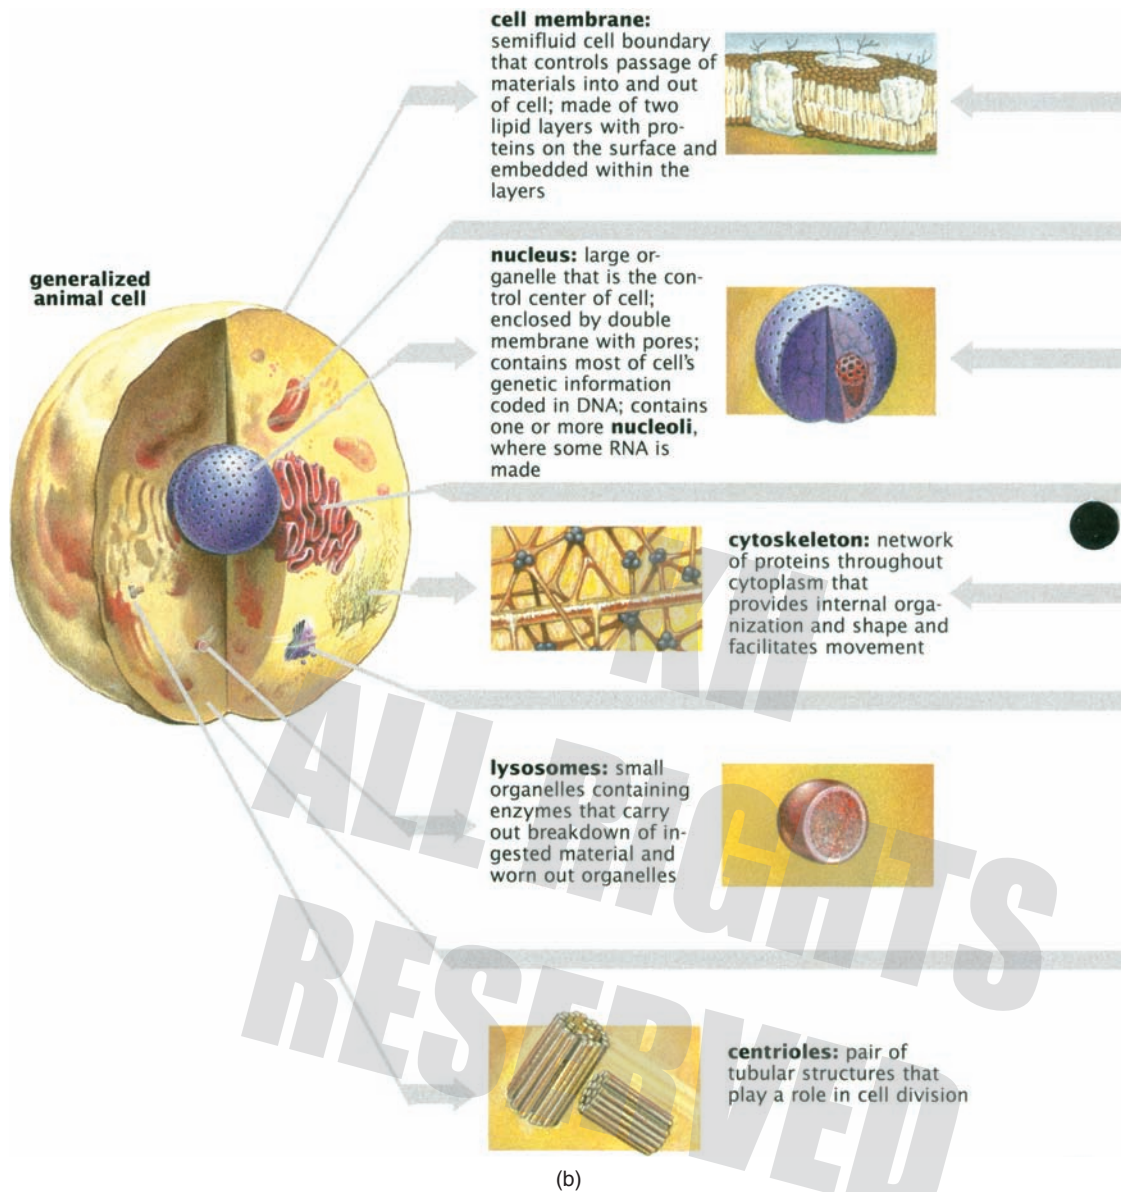 cell membrane:
semifluid cell boundary
that controls passage of
materials into and out
of cell; made of two
lipid layers with pro-
teins on the surface and
embedded within the
layers
generalized
animal cell
nucleus: large or-
ganelle that is the con-
trol center of cell;
enclosed by double
membrane with pores;
contains most of cell's
genetic information
coded in DNA; contains
one or more nucleoli,
where some RNA is
made
cytoskeleton: network
of proteins throughout
cytoplasm that
provides internal orga-
nization and shape and
facilitates movement
lysosomes: small
organelles containing
enzymes that carry
out breakdown of in-
gested material and
worn out organelles
centrioles: pair of
tubular structures that
play a role in cell division
(b)
KH
ALL RIGHTS
RESERVED